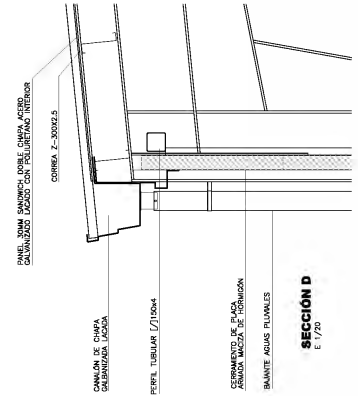 PANEL 30MM SANDWICH DOBLE CHAPA ACERO
GALVANIZADO LACADO CON POLIURETANO INTERIOR
CORREA Z-300X2.5
CANALÓN DE CHAPA
GALBANIZADA LACADA
PERFIL TUBULAR [/]150x4
CERRAMIENTO DE PLACA
ARMADA MACIZA DE HORMIGÓN
BAJANTE AGUAS PLUVIALES
SECCIÓN D
E 1/20